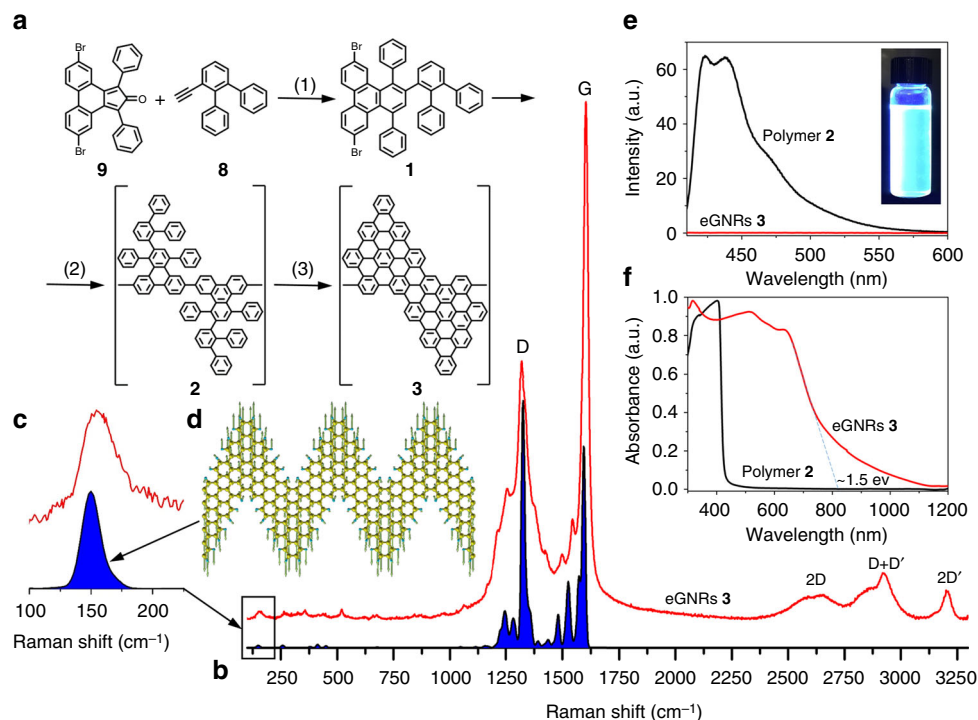 a
Br
Br
O
+
9
8
(1)
Br
Br
1
(2)
2
(3)
3
c
100 150 200
Raman shift (cm⁻¹)
d
b
D
G
eGNRs 3
2D
D+D′
2D′
250 500 750 1000 1250 1500 1750 2000 2250 2500 2750 3000 3250
Raman shift (cm⁻¹)
e
Intensity (a.u.)
60
40
20
0
Polymer 2
eGNRs 3
450 500 550 600
Wavelength (nm)
f
Absorbance (a.u.)
1.0
0.8
0.6
0.4
0.2
0.0
eGNRs 3
Polymer 2
~1.5 ev
400 600 800 1000 1200
Wavelength (nm)